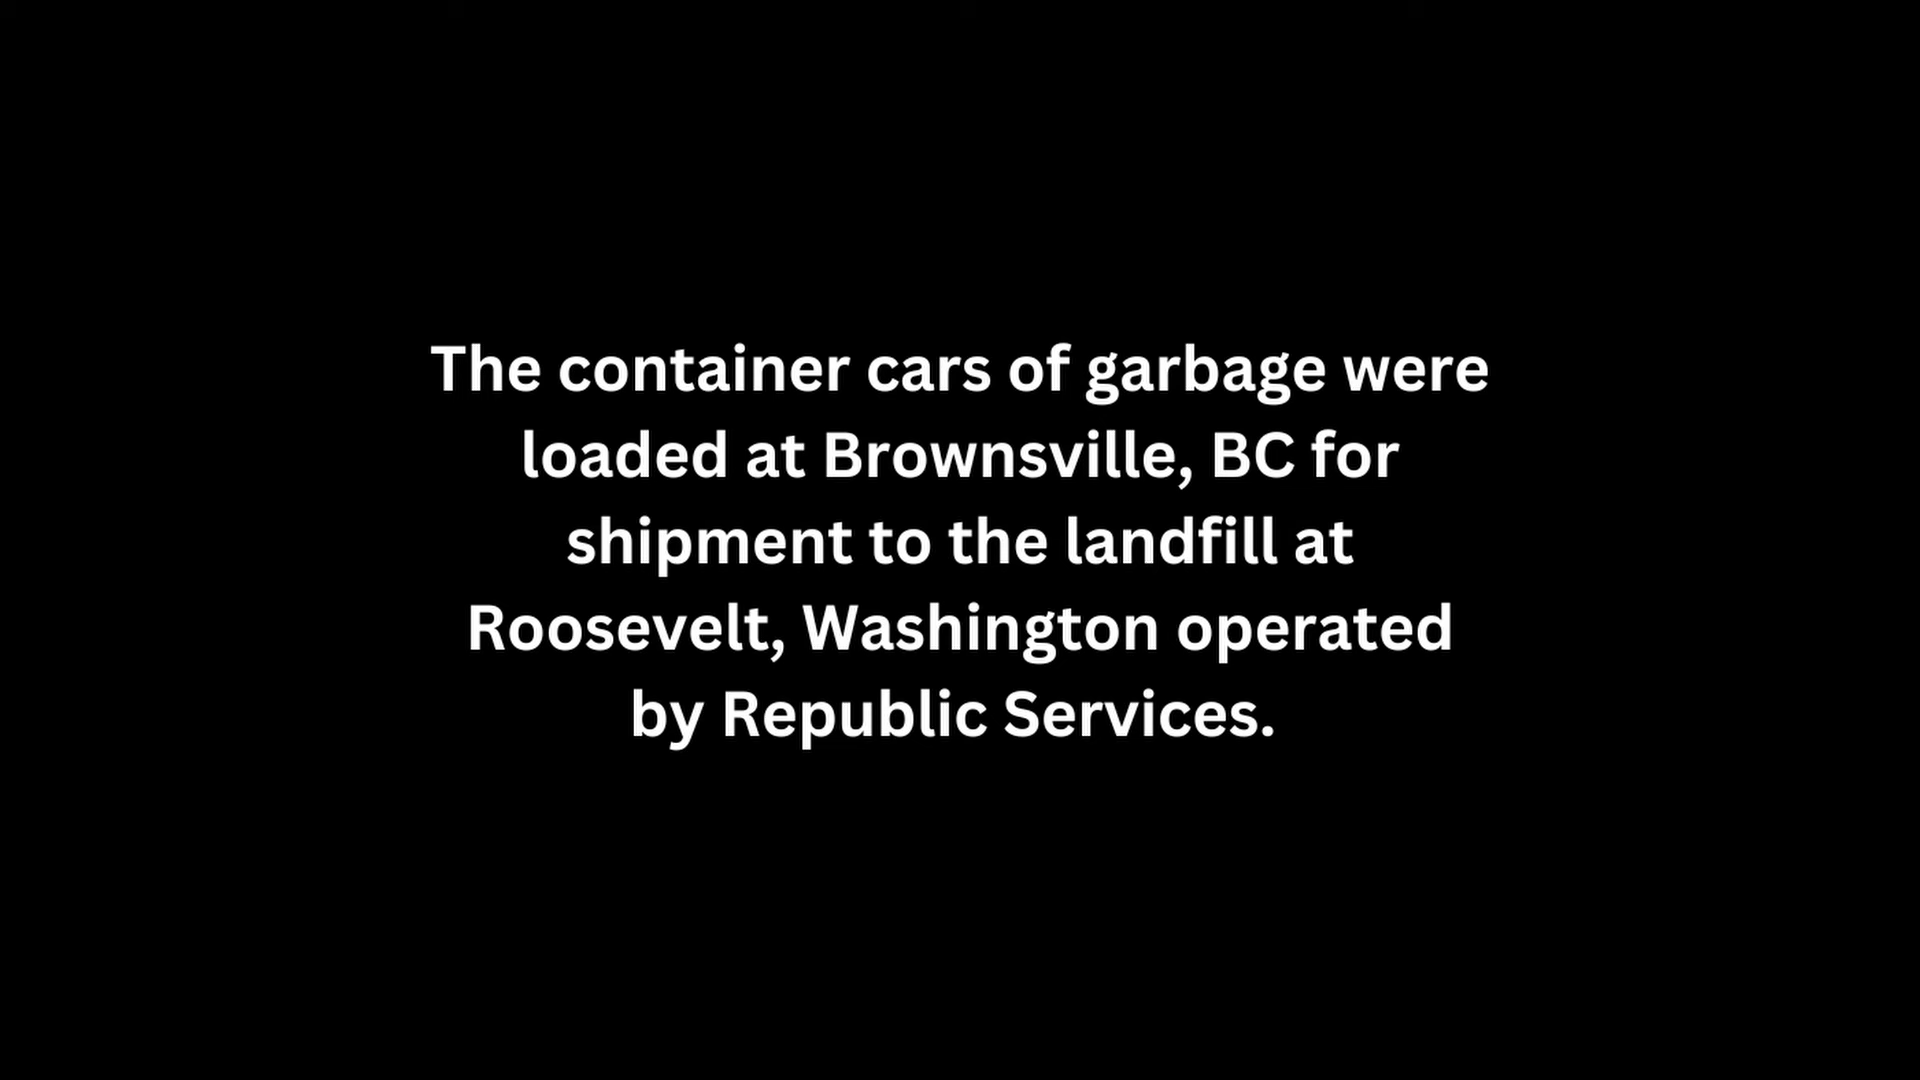 The container cars of garbage were
loaded at Brownsville, BC for
shipment to the landfill at
Roosevelt, Washington operated
by Republic Services.